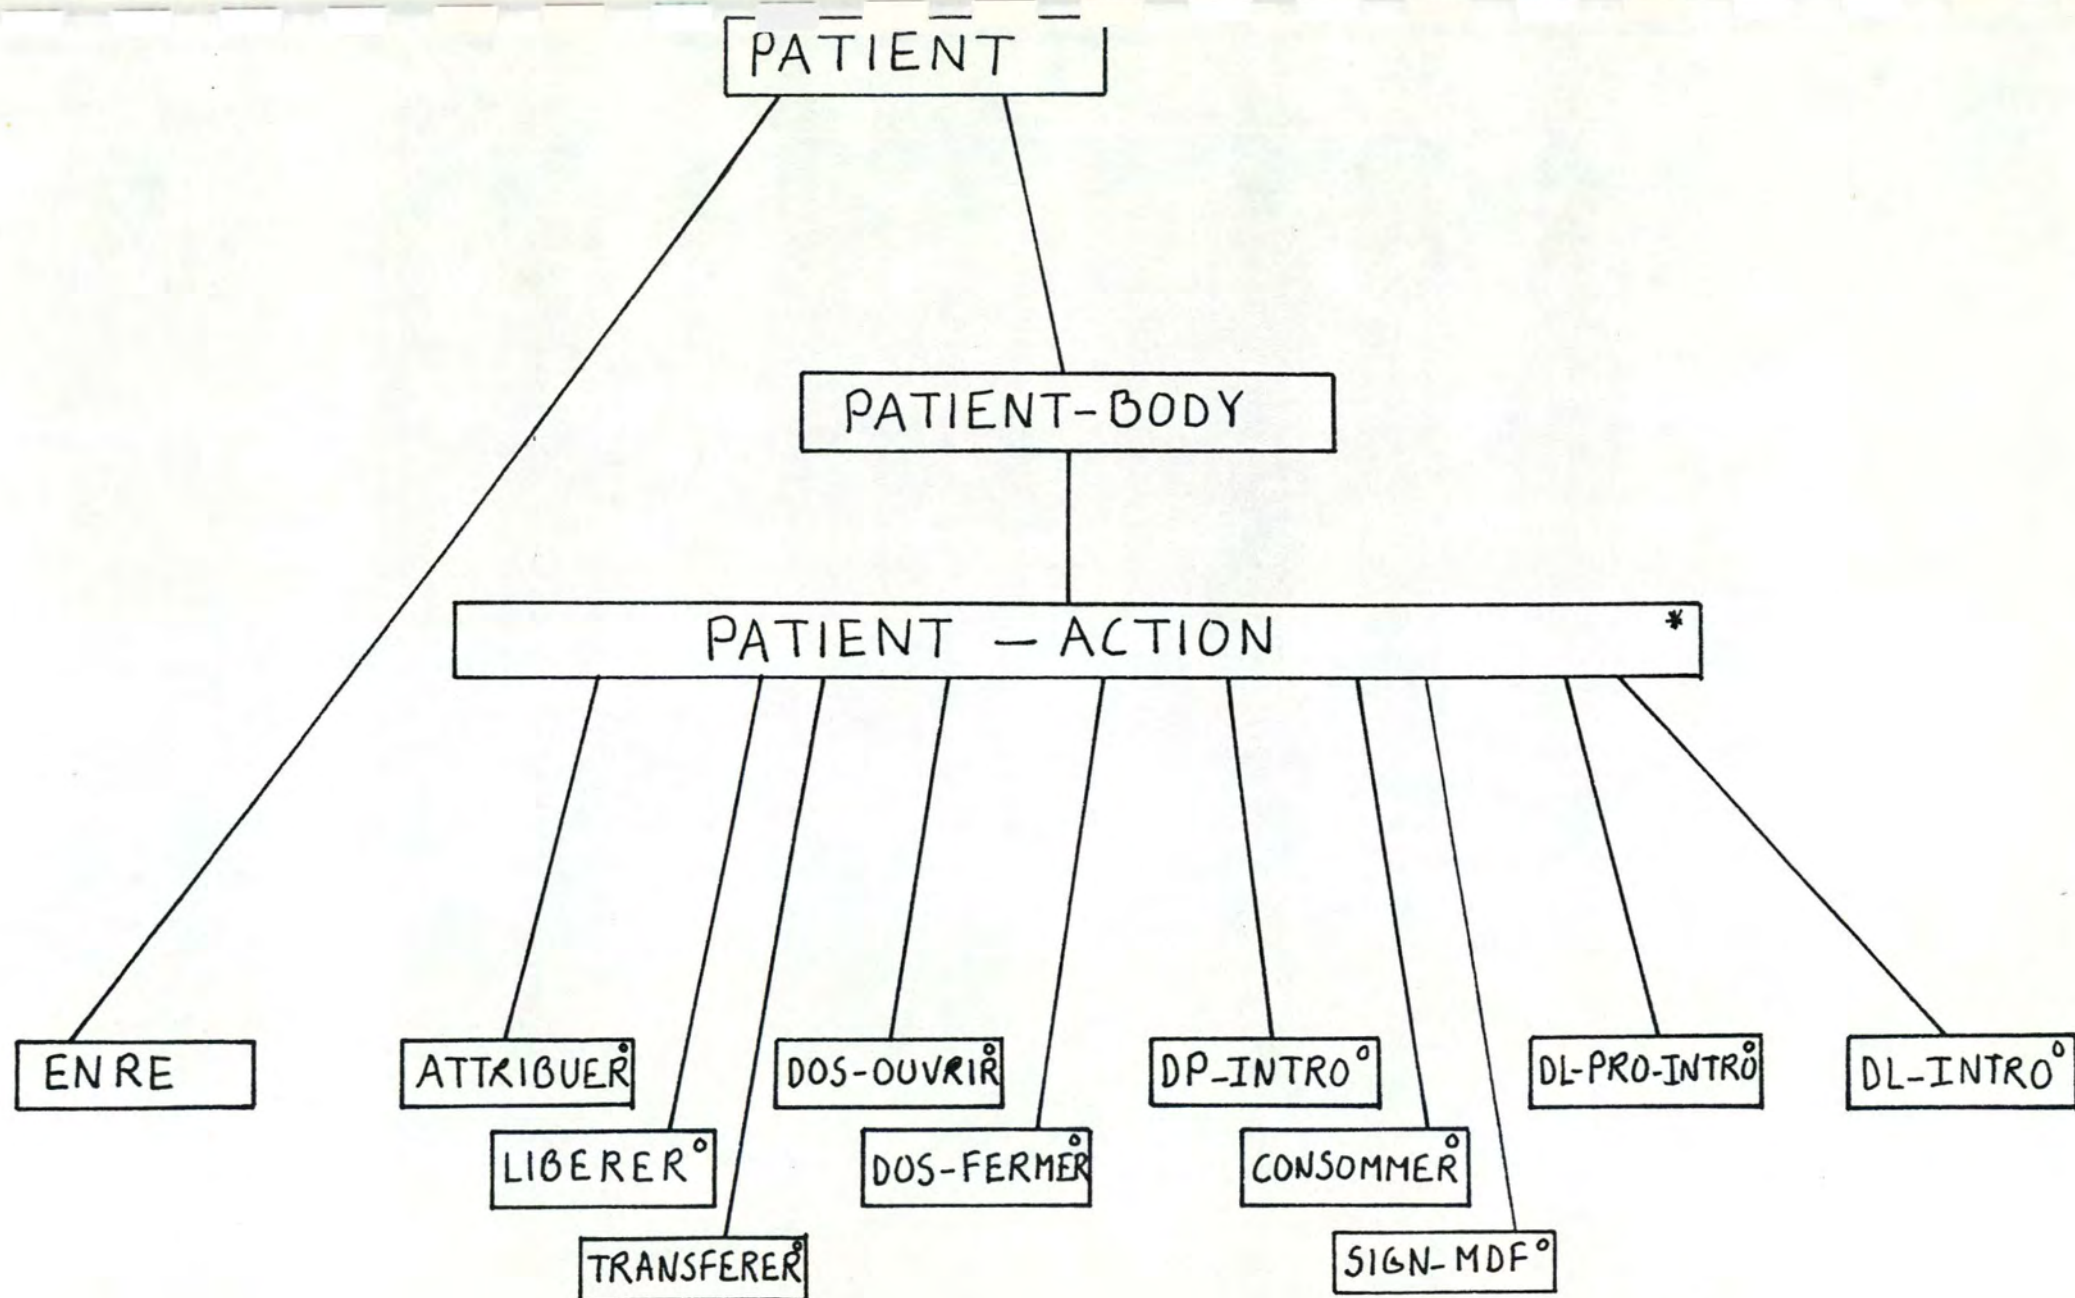 PATIENT
PATIENT-BODY
PATIENT - ACTION *
ENRE
ATTRIBUER°
DOS-OUVRIR°
DP-INTRO°
DL-PRO-INTRO°
DL-INTRO°
LIBERER°
DOS-FERMER°
CONSOMMER°
TRANSFERER°
SIGN-MDF°